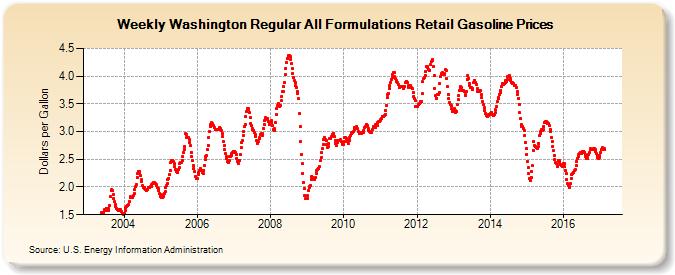 Weekly Washington Regular All Formulations Retail Gasoline Prices
Dollars per Gallon
4.5
4.0
3.5
3.0
2.5
2.0
1.5
2004 2006 2008 2010 2012 2014 2016
Source: U.S. Energy Information Administration